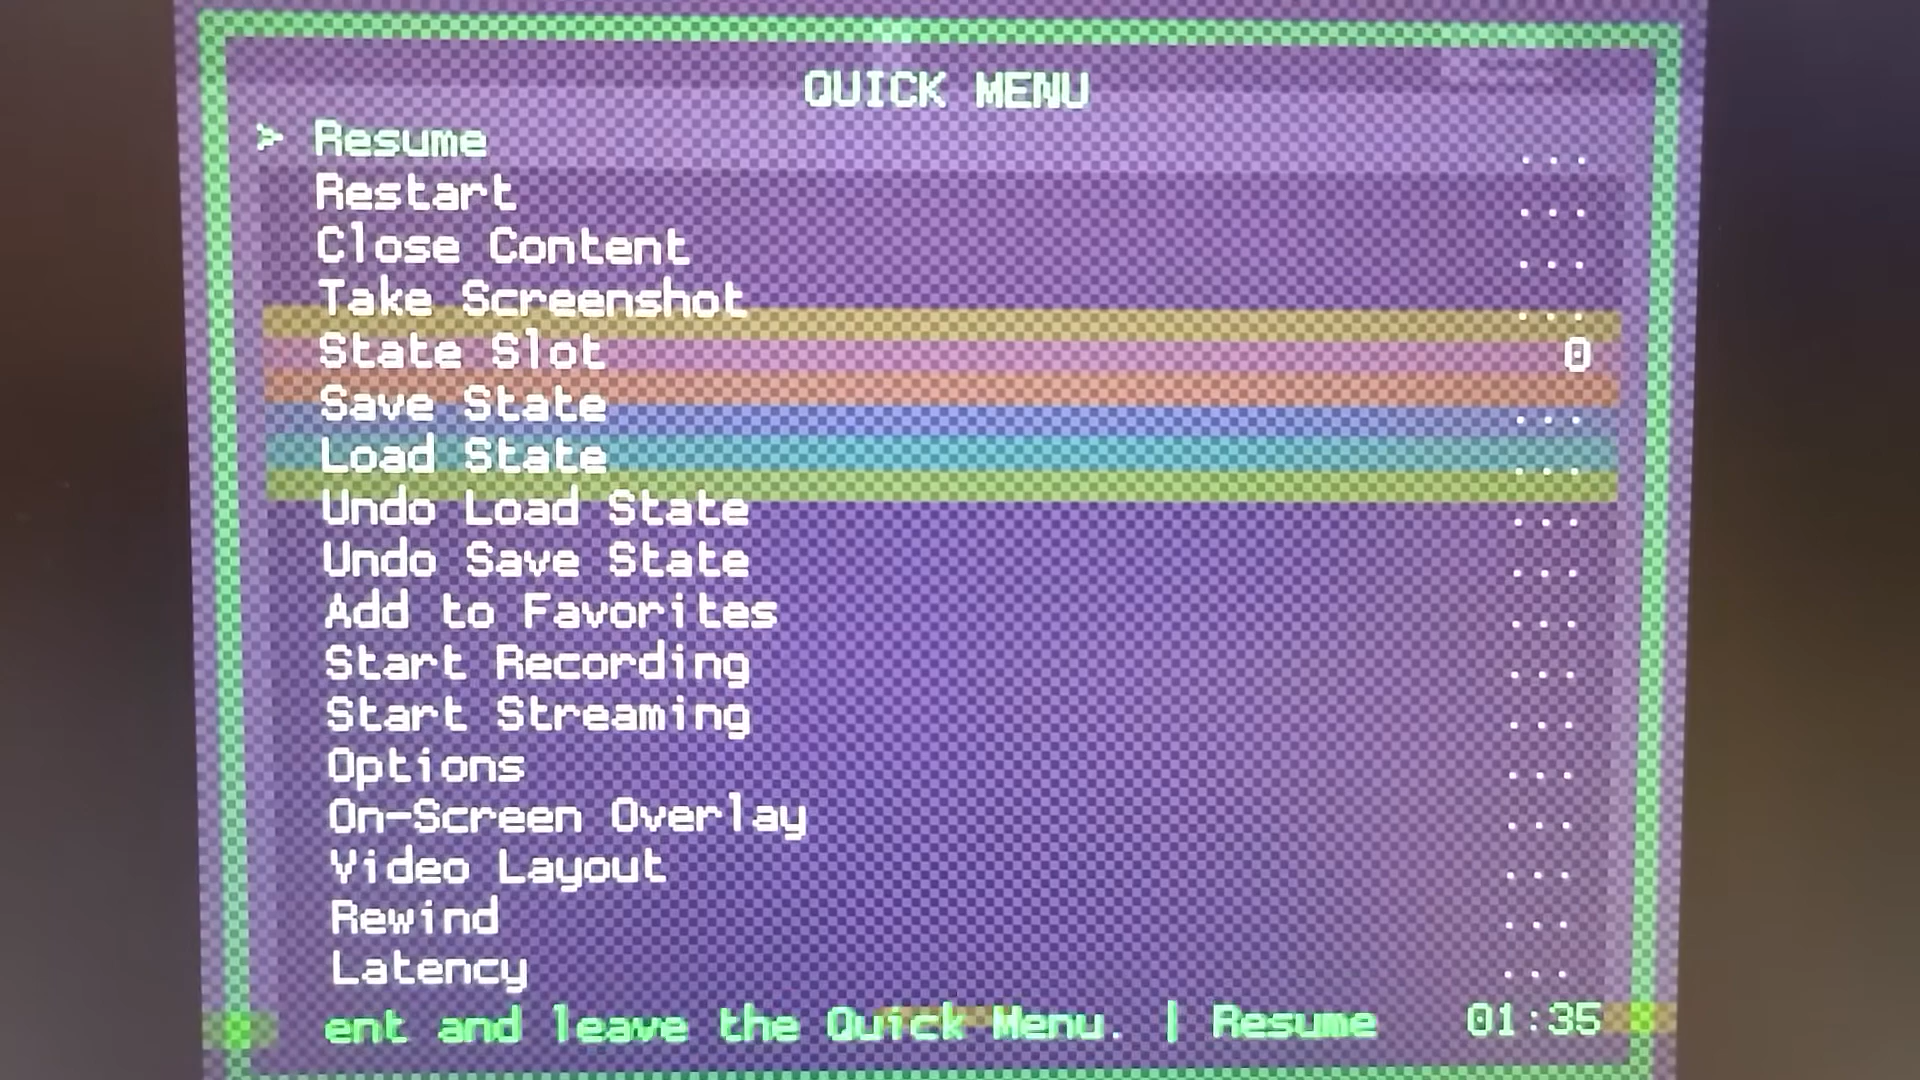 QUICK MENU
> Resume ...
Restart ...
Close Content ...
Take Screenshot ...
State Slot 0
Save State ...
Load State ...
Undo Load State ...
Undo Save State ...
Add to Favorites ...
Start Recording ...
Start Streaming ...
Options ...
On-Screen Overlay ...
Video Layout ...
Rewind ...
Latency ...
ent and leave the Quick Menu. | Resume 01:35